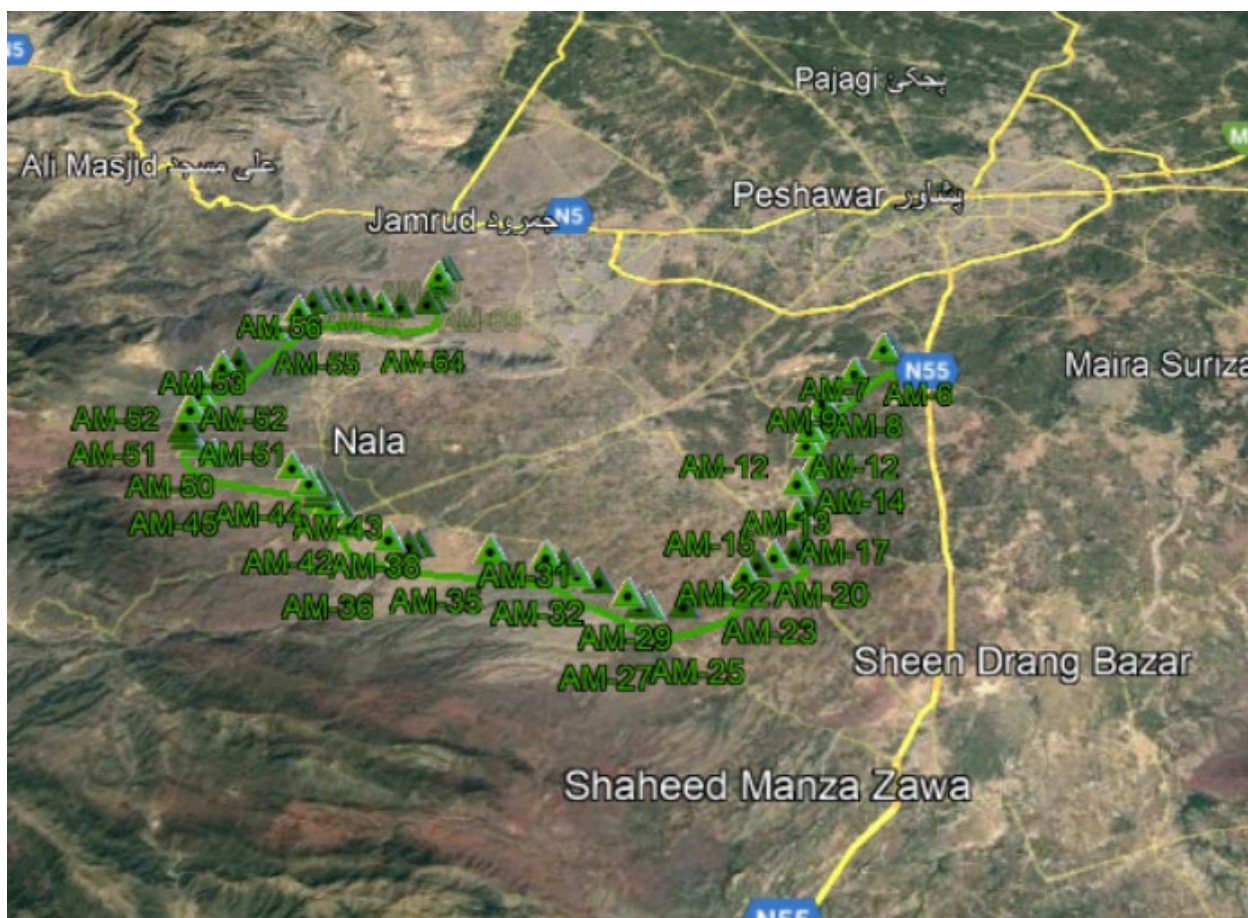 N5
Pajagi پجګئ
M
Ali Masjid علی مسجد
Peshawar پشاور
Jamrud جمرود
N5
AM-56
AM-55
AM-64
AM-53
AM-7
AM-6
N55
Maira Suriza
AM-52
AM-52
AM-9
AM-8
AM-51
AM-51
Nala
AM-12
AM-12
AM-50
AM-14
AM-45
AM-44
AM-43
AM-13
AM-15
AM-17
AM-42
AM-38
AM-31
AM-22
AM-20
AM-36
AM-35
AM-32
AM-29
AM-23
AM-27
AM-25
Sheen Drang Bazar
Shaheed Manza Zawa
N55